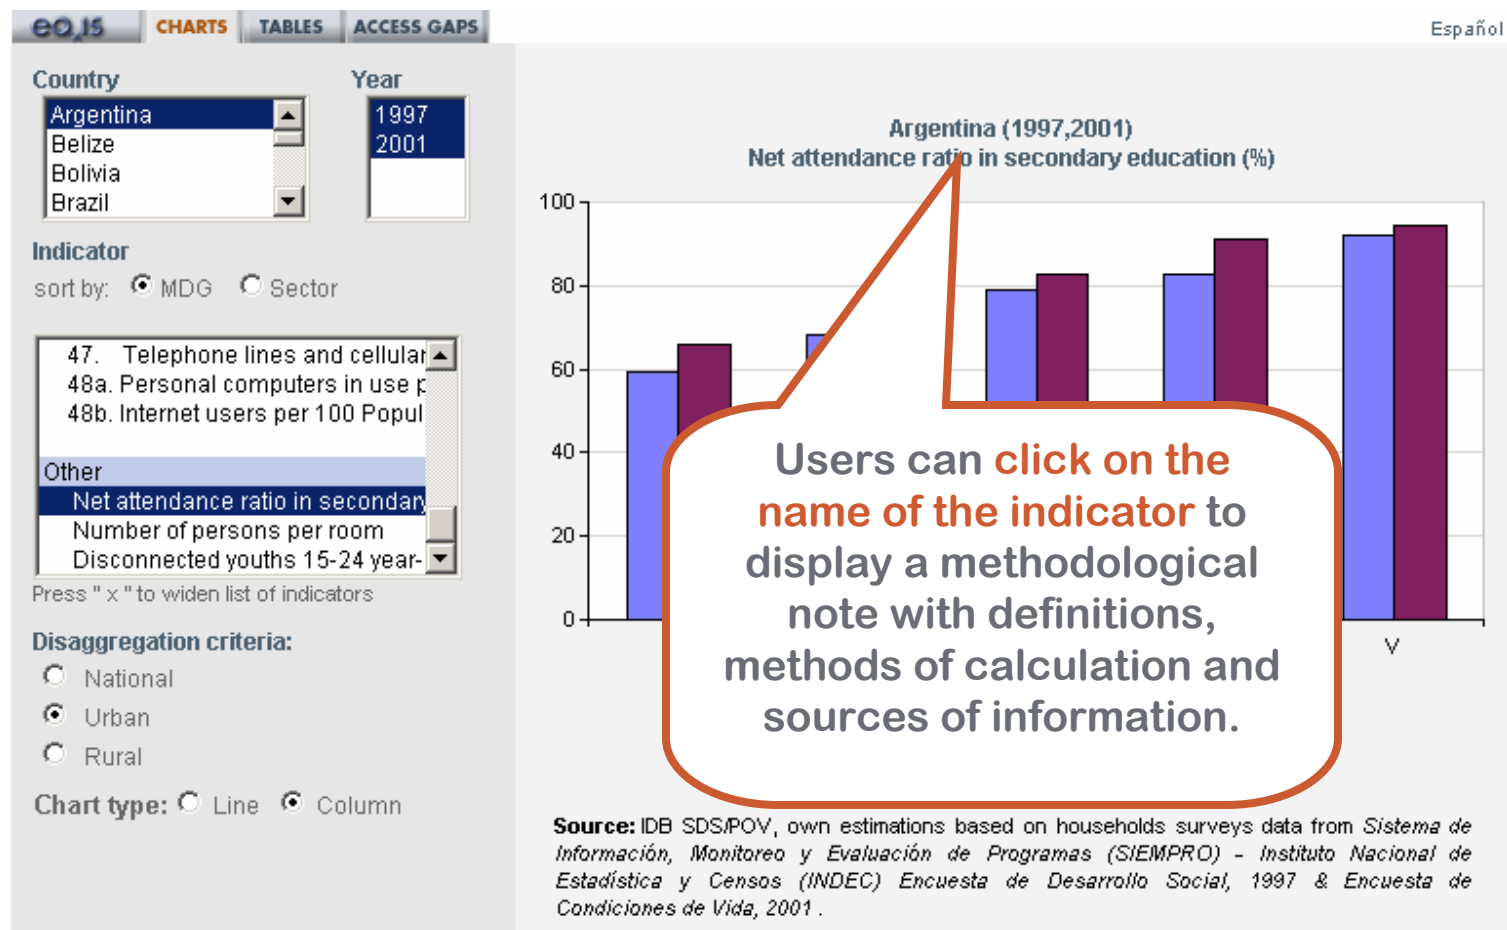 EQ.IS CHARTS TABLES ACCESS GAPS
Español
Country
Argentina
Belize
Bolivia
Brazil
Year
1997
2001
Indicator
sort by: MDG Sector
47. Telephone lines and cellular
48a. Personal computers in use p
48b. Internet users per 100 Popul
Other
Net attendance ratio in secondary
Number of persons per room
Disconnected youths 15-24 year-
Press " x " to widen list of indicators
Disaggregation criteria:
National
Urban
Rural
Chart type: Line Column
Argentina (1997,2001)
Net attendance ratio in secondary education (%)
100
80
60
40
20
0
V
Users can click on the
name of the indicator to
display a methodological
note with definitions,
methods of calculation and
sources of information.
Source: IDB SDS/POV, own estimations based on households surveys data from Sistema de
Información, Monitoreo y Evaluación de Programas (SIEMPRO) – Instituto Nacional de
Estadística y Censos (INDEC) Encuesta de Desarrollo Social, 1997 & Encuesta de
Condiciones de Vida, 2001 .